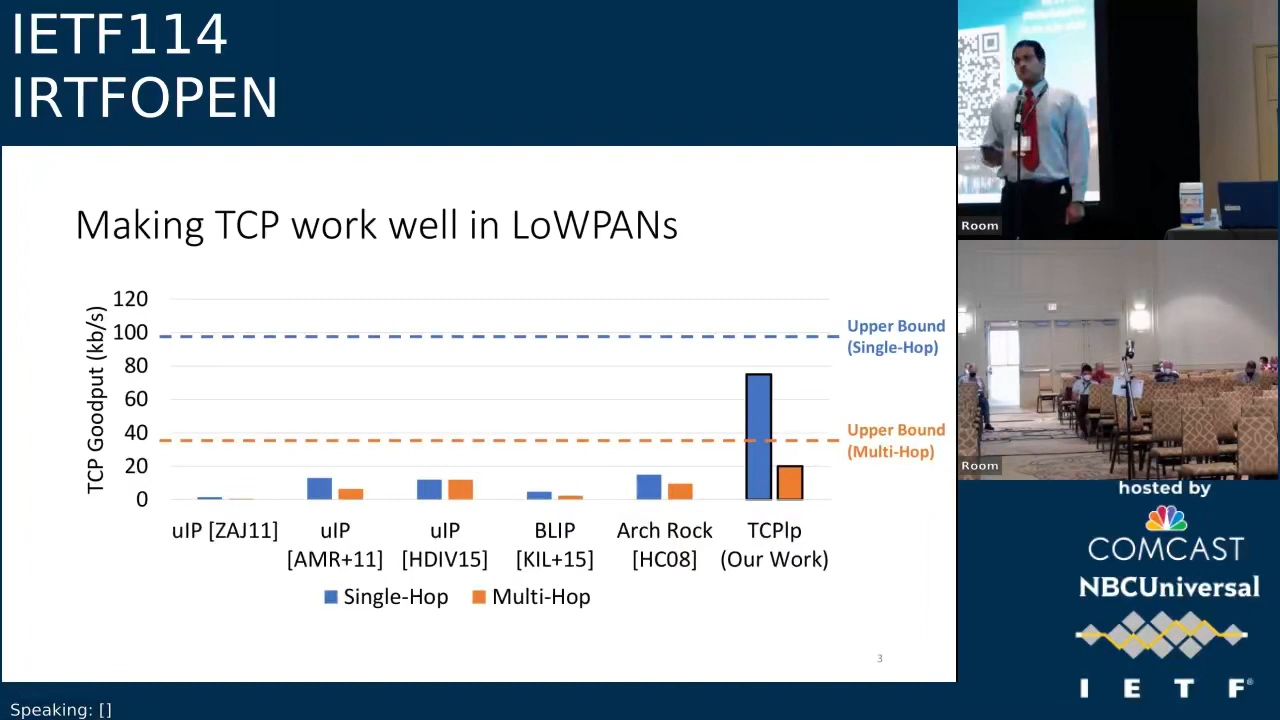 IETF114
IRTFOPEN
Making TCP work well in LoWPANs
TCP Goodput (kb/s)
120
100
80
60
40
20
0
Upper Bound
(Single-Hop)
Upper Bound
(Multi-Hop)
uIP [ZAJ11]
uIP
[AMR+11]
uIP
[HDIV15]
BLIP
[KIL+15]
Arch Rock
[HC08]
TCPlp
(Our Work)
Single-Hop
Multi-Hop
3
Speaking: []
Room
Room
hosted by
COMCAST
NBCUniversal
I E T F®